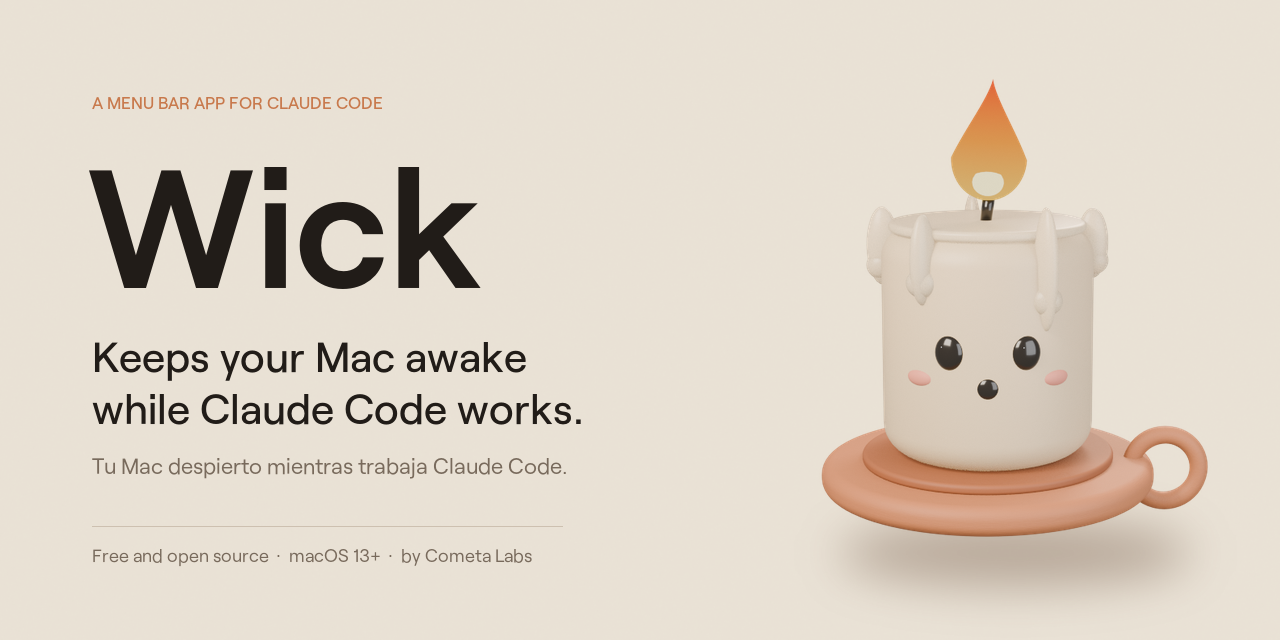 A MENU BAR APP FOR CLAUDE CODE
Wick
Keeps your Mac awake
while Claude Code works.
Tu Mac despierto mientras trabaja Claude Code.
Free and open source · macOS 13+ · by Cometa Labs